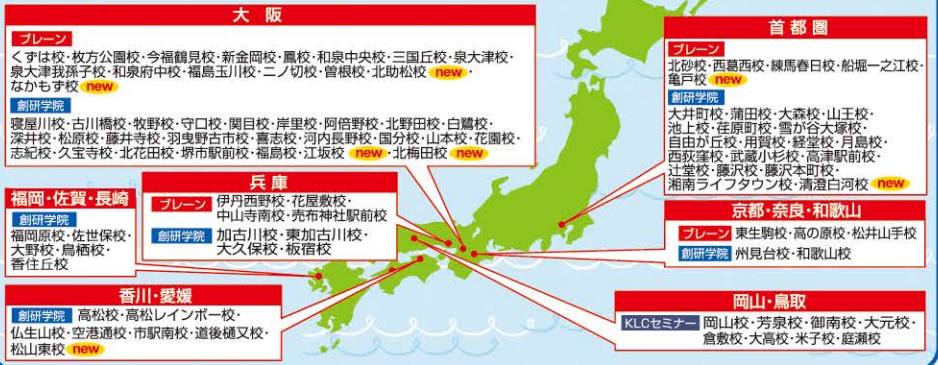 大阪
ブレーン
くずは校・枚方公園校・今福鶴見校・新金岡校・鳳校・和泉中央校・三国丘校・泉大津校・
泉大津我孫子校・和泉府中校・福島玉川校・二ノ切校・曽根校・北助松校 new・
なかもず校 new
創研学院
寝屋川校・古川橋校・牧野校・守口校・関目校・岸里校・阿倍野校・北野田校・白鷺校・
深井校・松原校・藤井寺校・羽曳野古市校・喜志校・河内長野校・国分校・山本校・花園校・
志紀校・久宝寺校・北花田校・堺市駅前校・福島校・江坂校 new・北梅田校 new
首都圏
ブレーン
北砂校・西葛西校・練馬春日校・船堀一之江校・
亀戸校 new
創研学院
大井町校・蒲田校・大森校・山王校・
池上校・荏原町校・雪が谷大塚校・
自由が丘校・用賀校・経堂校・月島校・
西荻窪校・武蔵小杉校・高津駅前校・
辻堂校・藤沢校・藤沢本町校・
湘南ライフタウン校・清澄白河校 new
福岡・佐賀・長崎
創研学院
福岡原校・佐世保校・
大野校・鳥栖校・
香住丘校
兵庫
ブレーン 伊丹西野校・花屋敷校・
中山寺南校・売布神社駅前校
創研学院 加古川校・東加古川校・
大久保校・板宿校
京都・奈良・和歌山
ブレーン 東生駒校・高の原校・松井山手校
創研学院 州見台校・和歌山校
香川・愛媛
創研学院 高松校・高松レインボー校・
仏生山校・空港通校・市駅南校・道後樋又校・
松山東校 new
岡山・鳥取
KLCセミナー 岡山校・芳泉校・御南校・大元校・
倉敷校・大高校・米子校・庭瀬校